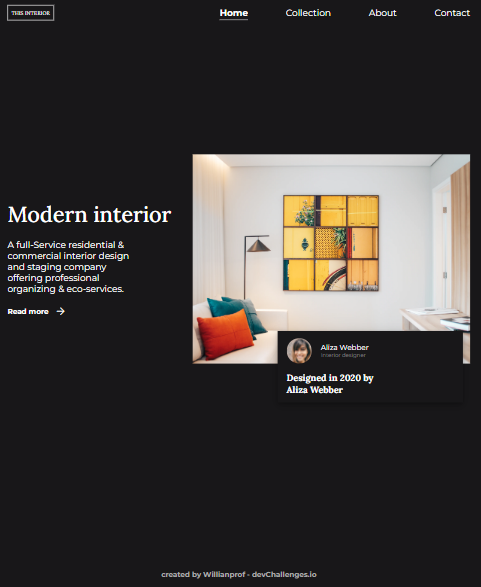 THIS INTERIOR
Home
Collection
About
Contact
Modern interior
A full-Service residential &
commercial interior design
and staging company
offering professional
organizing & eco-services.
Read more
Aliza Webber
interior designer
Designed in 2020 by
Aliza Webber
created by Willianprof - devChallenges.io